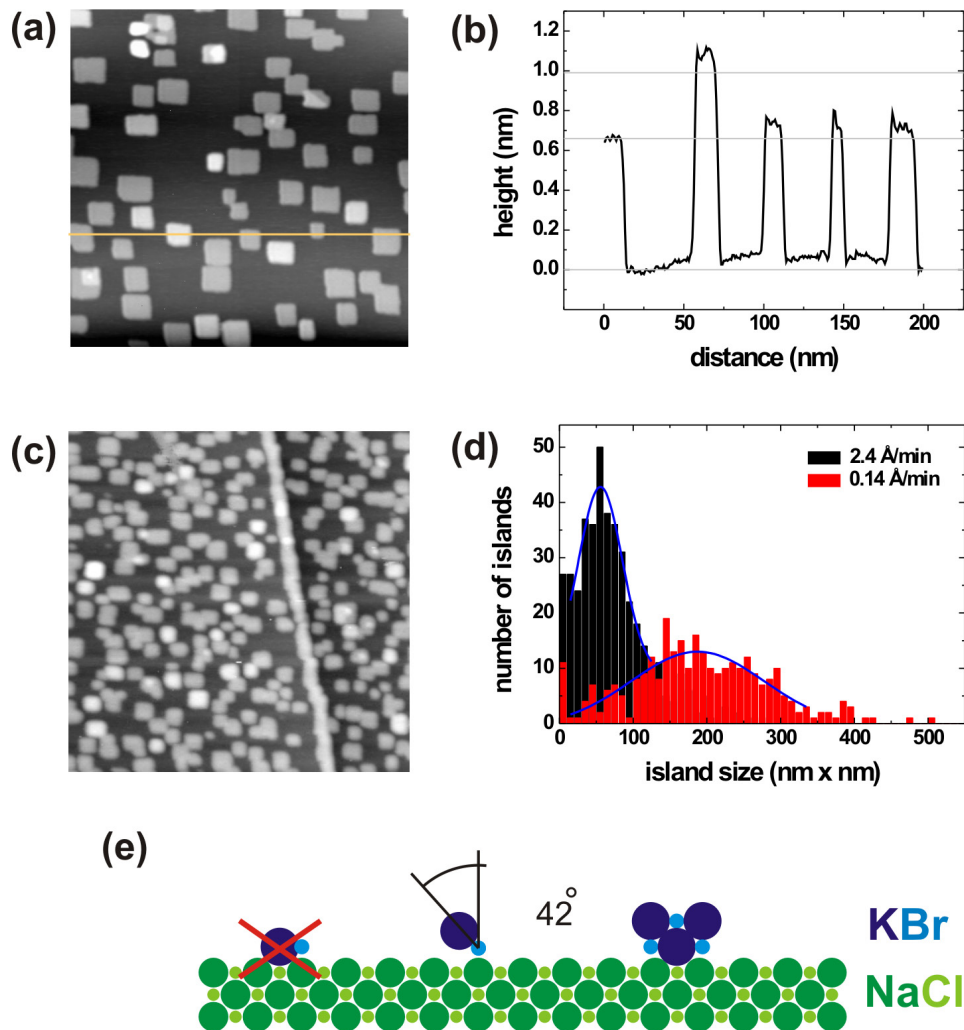 (a)
(b)
1.2
1.0
0.8
0.6
0.4
0.2
0.0
height (nm)
0 50 100 150 200
distance (nm)
(c)
(d)
50
40
30
20
10
0
number of islands
2.4 Å/min
0.14 Å/min
0 100 200 300 400 500
island size (nm x nm)
(e)
42°
KBr
NaCl